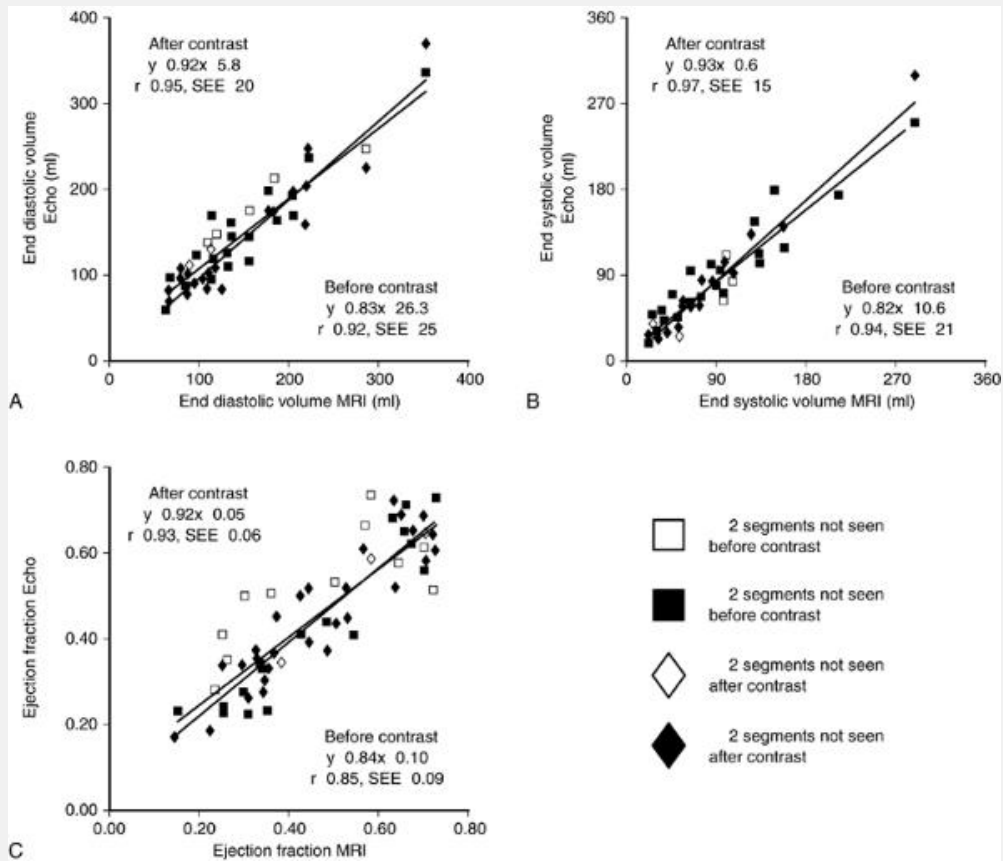 400
300
200
100
0
0
100
200
300
400
End diastolic volume
Echo (ml)
After contrast
y 0.92x 5.8
r 0.95, SEE 20
Before contrast
y 0.83x 26.3
r 0.92, SEE 25
A
End diastolic volume MRI (ml)
360
270
180
90
0
0
90
180
270
360
End systolic volume
Echo (ml)
After contrast
y 0.93x 0.6
r 0.97, SEE 15
Before contrast
y 0.82x 10.6
r 0.94, SEE 21
B
End systolic volume MRI (ml)
0.80
0.60
0.40
0.20
0.00
0.00
0.20
0.40
0.60
0.80
Ejection fraction Echo
After contrast
y 0.92x 0.05
r 0.93, SEE 0.06
Before contrast
y 0.84x 0.10
r 0.85, SEE 0.09
C
Ejection fraction MRI
2 segments not seen
before contrast
2 segments not seen
before contrast
2 segments not seen
after contrast
2 segments not seen
after contrast